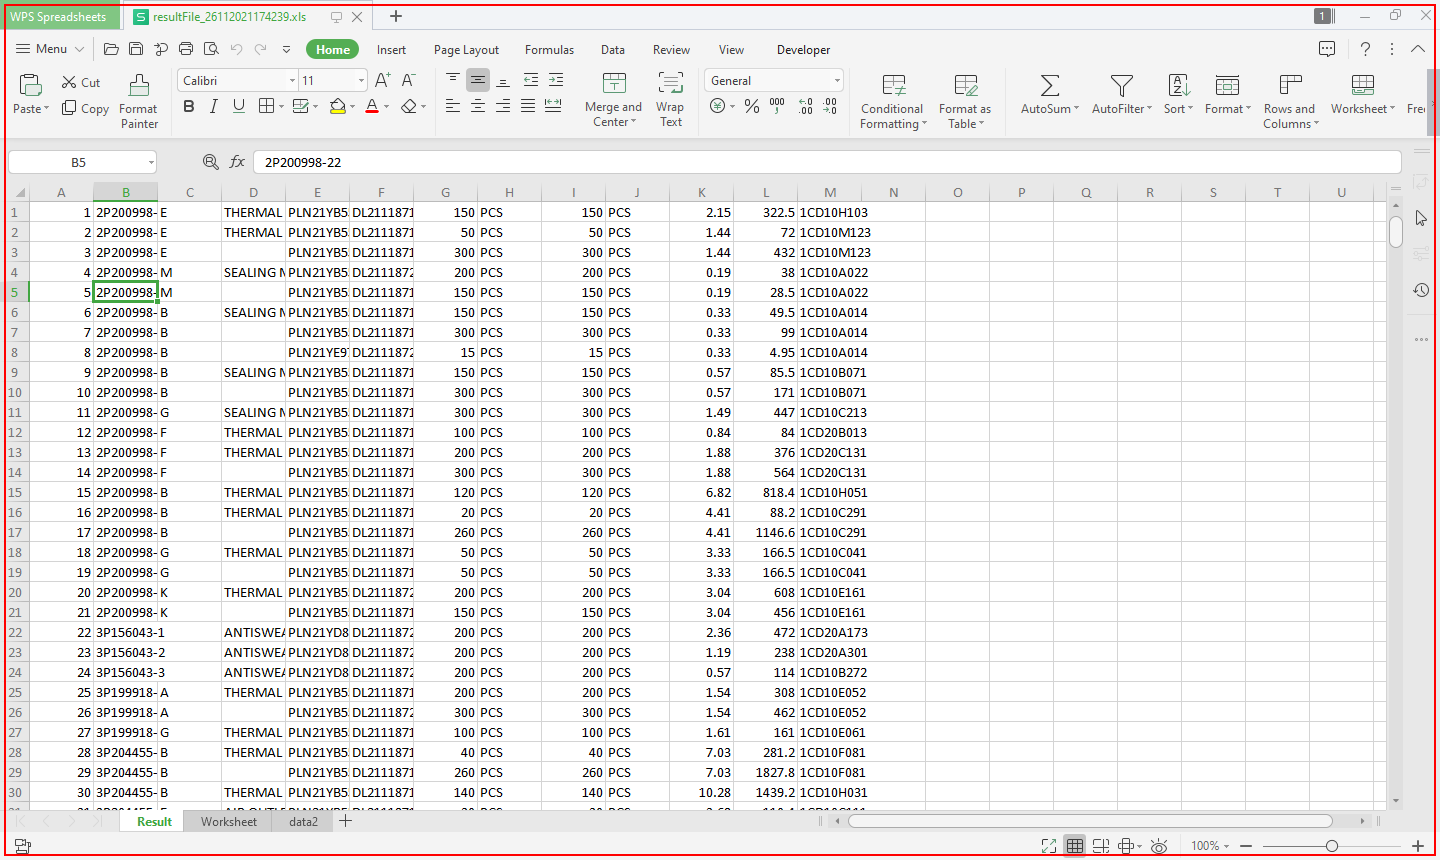 WPS Spreadsheets resultFile_26112021174239.xls 1
Menu Home Insert Page Layout Formulas Data Review View Developer
Cut Calibri 11 General
Paste Copy Format Painter Merge and Center Wrap Text Conditional Formatting Format as Table AutoSum AutoFilter Sort Format Rows and Columns Worksheet
B5 fx 2P200998-22
A B C D E F G H I J K L M N O P Q R S T U
1 1 2P200998- E THERMAL PLN21YB5 DL2111871 150 PCS 150 PCS 2.15 322.5 1CD10H103
2 2 2P200998- E THERMAL PLN21YB5 DL2111871 50 PCS 50 PCS 1.44 72 1CD10M123
3 3 2P200998- E PLN21YB5 DL2111871 300 PCS 300 PCS 1.44 432 1CD10M123
4 4 2P200998- M SEALING M PLN21YB5 DL2111872 200 PCS 200 PCS 0.19 38 1CD10A022
5 5 2P200998- M PLN21YB5 DL2111871 150 PCS 150 PCS 0.19 28.5 1CD10A022
6 6 2P200998- B SEALING M PLN21YB5 DL2111871 150 PCS 150 PCS 0.33 49.5 1CD10A014
7 7 2P200998- B PLN21YB5 DL2111871 300 PCS 300 PCS 0.33 99 1CD10A014
8 8 2P200998- B PLN21YE9 DL2111872 15 PCS 15 PCS 0.33 4.95 1CD10A014
9 9 2P200998- B SEALING M PLN21YB5 DL2111871 150 PCS 150 PCS 0.57 85.5 1CD10B071
10 10 2P200998- B PLN21YB5 DL2111871 300 PCS 300 PCS 0.57 171 1CD10B071
11 11 2P200998- G SEALING M PLN21YB5 DL2111871 300 PCS 300 PCS 1.49 447 1CD10C213
12 12 2P200998- F THERMAL PLN21YB5 DL2111871 100 PCS 100 PCS 0.84 84 1CD20B013
13 13 2P200998- F THERMAL PLN21YB5 DL2111871 200 PCS 200 PCS 1.88 376 1CD20C131
14 14 2P200998- F PLN21YB5 DL2111871 300 PCS 300 PCS 1.88 564 1CD20C131
15 15 2P200998- B THERMAL PLN21YB5 DL2111871 120 PCS 120 PCS 6.82 818.4 1CD10H051
16 16 2P200998- B THERMAL PLN21YB5 DL2111871 20 PCS 20 PCS 4.41 88.2 1CD10C291
17 17 2P200998- B PLN21YB5 DL2111871 260 PCS 260 PCS 4.41 1146.6 1CD10C291
18 18 2P200998- G THERMAL PLN21YB5 DL2111871 50 PCS 50 PCS 3.33 166.5 1CD10C041
19 19 2P200998- G PLN21YB5 DL2111871 50 PCS 50 PCS 3.33 166.5 1CD10C041
20 20 2P200998- K THERMAL PLN21YB5 DL2111872 200 PCS 200 PCS 3.04 608 1CD10E161
21 21 2P200998- K PLN21YB5 DL2111871 150 PCS 150 PCS 3.04 456 1CD10E161
22 22 3P156043-1 ANTISWEA PLN21YD8 DL2111872 200 PCS 200 PCS 2.36 472 1CD20A173
23 23 3P156043-2 ANTISWEA PLN21YD8 DL2111872 200 PCS 200 PCS 1.19 238 1CD20A301
24 24 3P156043-3 ANTISWEA PLN21YD8 DL2111872 200 PCS 200 PCS 0.57 114 1CD10B272
25 25 3P199918- A THERMAL PLN21YB5 DL2111871 200 PCS 200 PCS 1.54 308 1CD10E052
26 26 3P199918- A PLN21YB5 DL2111872 300 PCS 300 PCS 1.54 462 1CD10E052
27 27 3P199918- G THERMAL PLN21YB5 DL2111871 100 PCS 100 PCS 1.61 161 1CD10E061
28 28 3P204455- B THERMAL PLN21YB5 DL2111871 40 PCS 40 PCS 7.03 281.2 1CD10F081
29 29 3P204455- B PLN21YB5 DL2111871 260 PCS 260 PCS 7.03 1827.8 1CD10F081
30 30 3P204455- B THERMAL PLN21YB5 DL2111871 140 PCS 140 PCS 10.28 1439.2 1CD10H031
Result Worksheet data2
100%